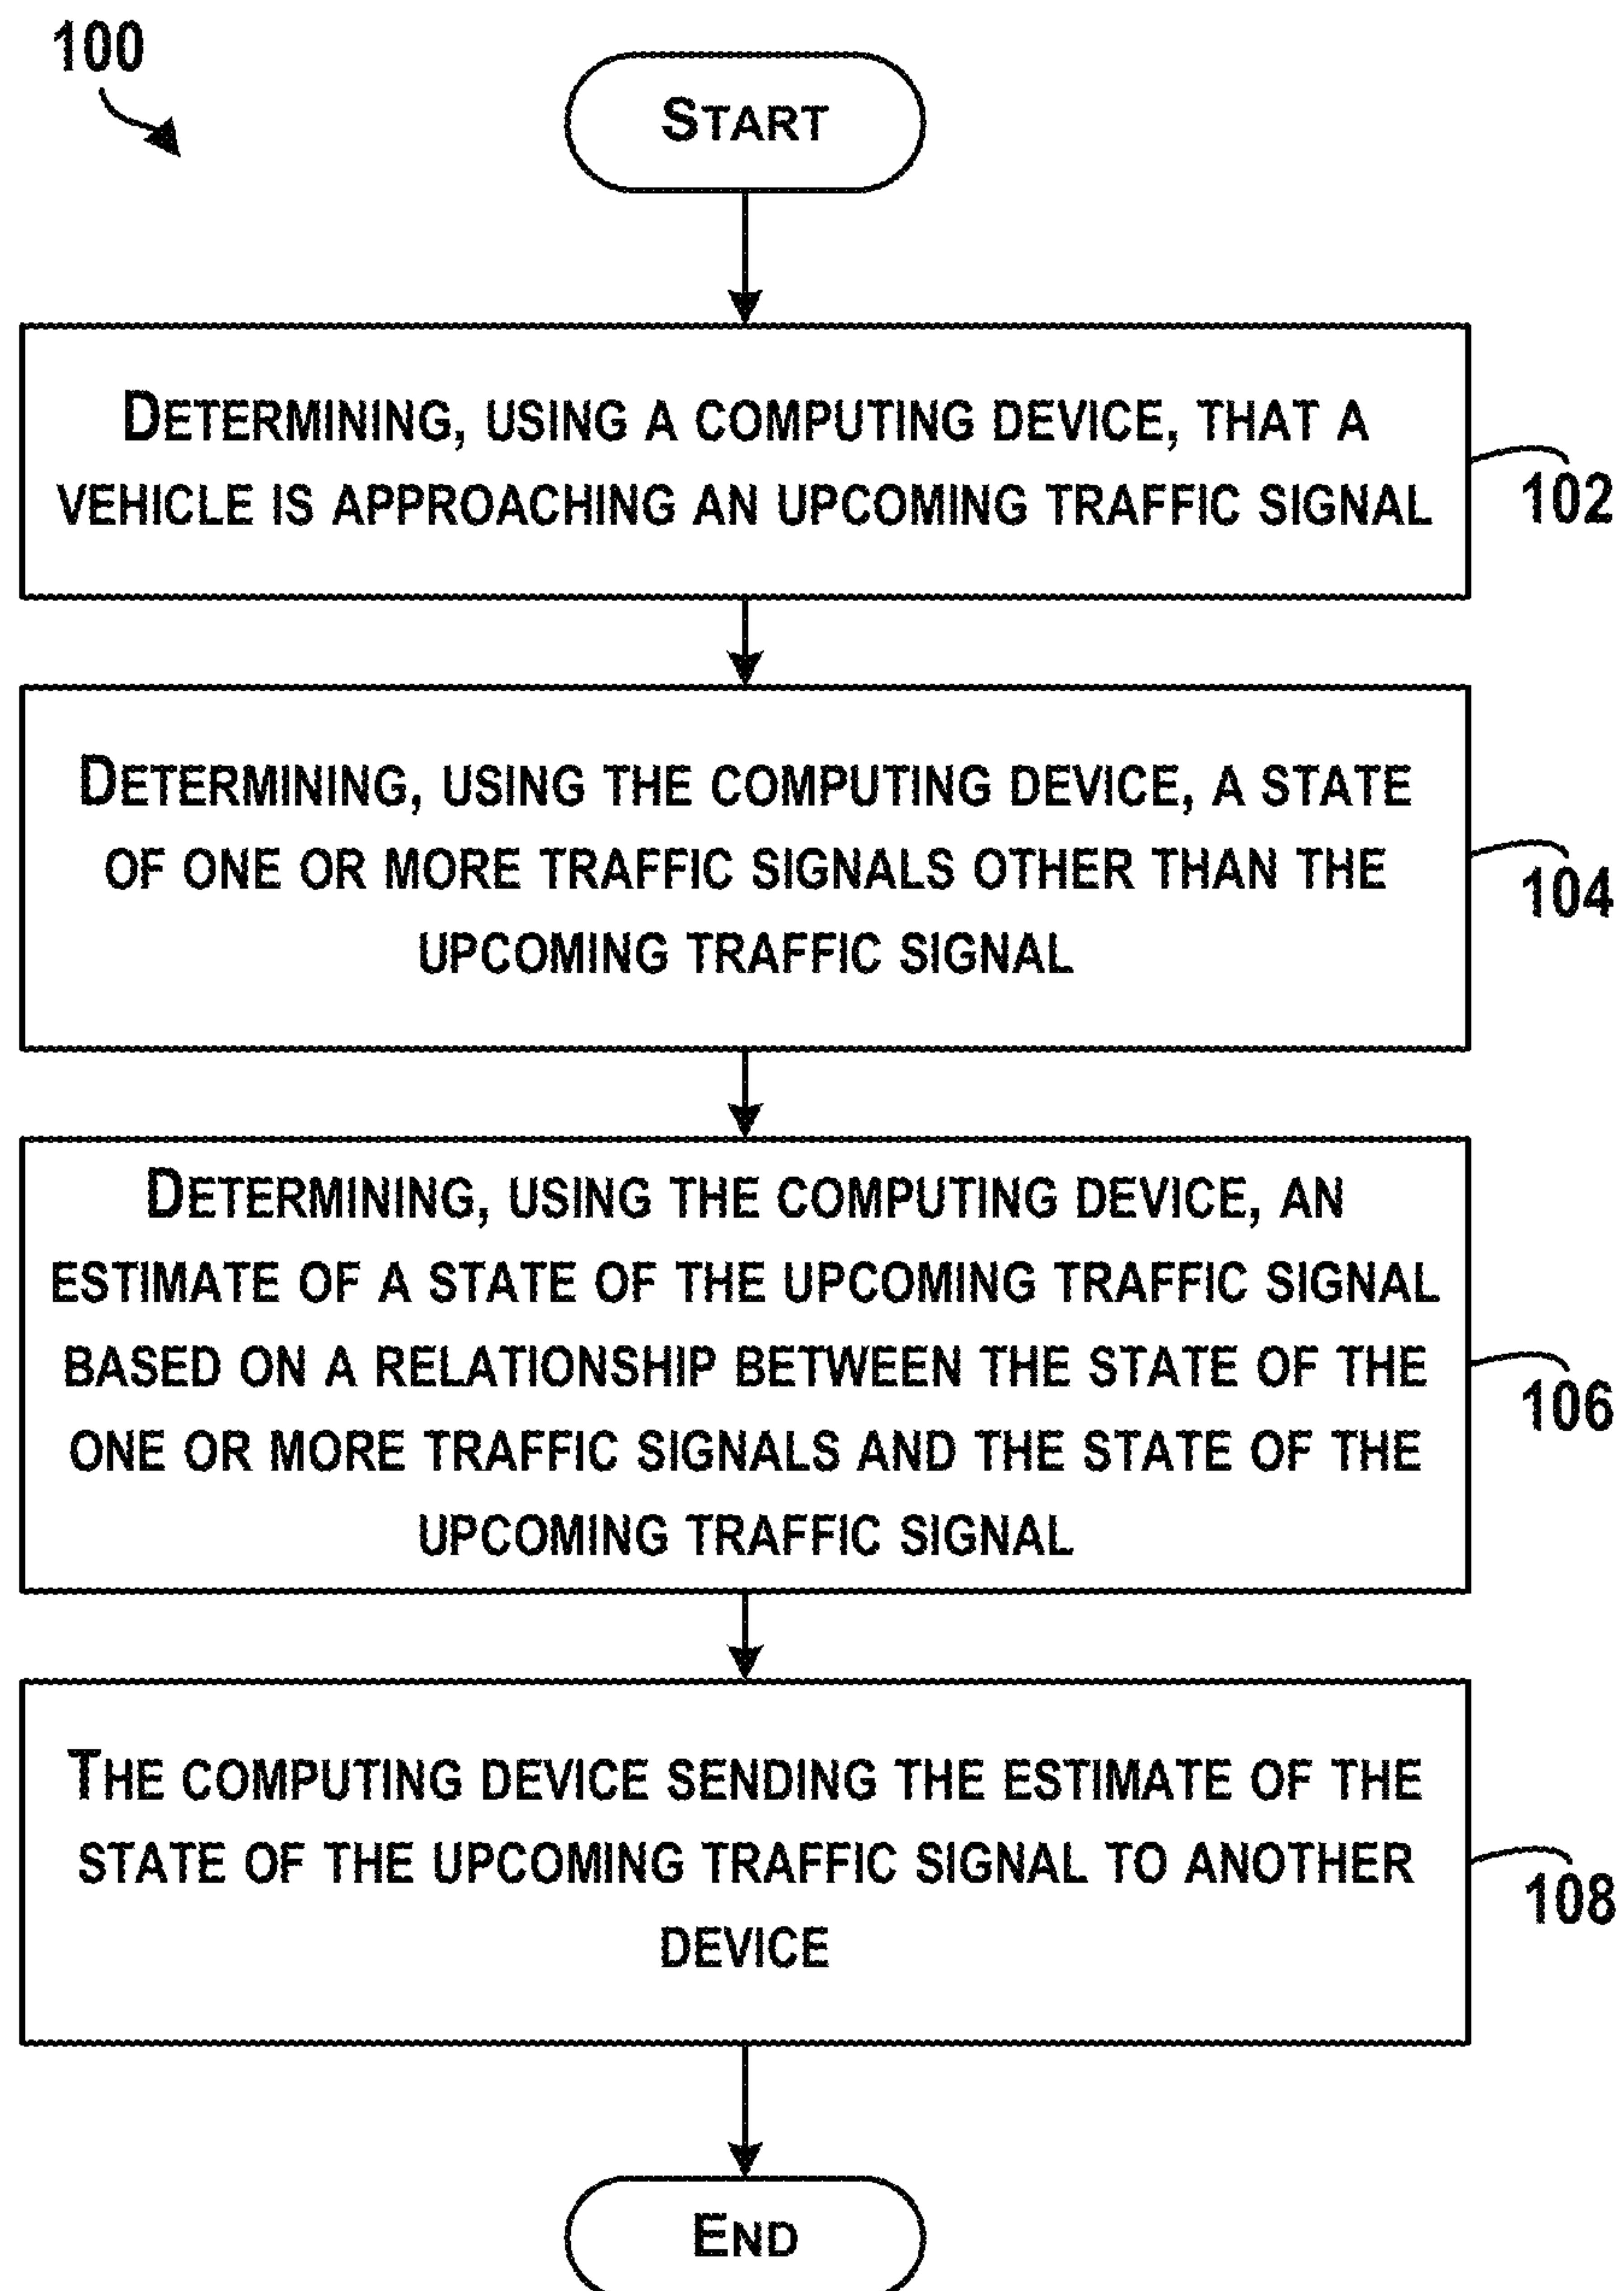 100
START
DETERMINING, USING A COMPUTING DEVICE, THAT A
VEHICLE IS APPROACHING AN UPCOMING TRAFFIC SIGNAL
102
DETERMINING, USING THE COMPUTING DEVICE, A STATE
OF ONE OR MORE TRAFFIC SIGNALS OTHER THAN THE
UPCOMING TRAFFIC SIGNAL
104
DETERMINING, USING THE COMPUTING DEVICE, AN
ESTIMATE OF A STATE OF THE UPCOMING TRAFFIC SIGNAL
BASED ON A RELATIONSHIP BETWEEN THE STATE OF THE
ONE OR MORE TRAFFIC SIGNALS AND THE STATE OF THE
UPCOMING TRAFFIC SIGNAL
106
THE COMPUTING DEVICE SENDING THE ESTIMATE OF THE
STATE OF THE UPCOMING TRAFFIC SIGNAL TO ANOTHER
DEVICE
108
END